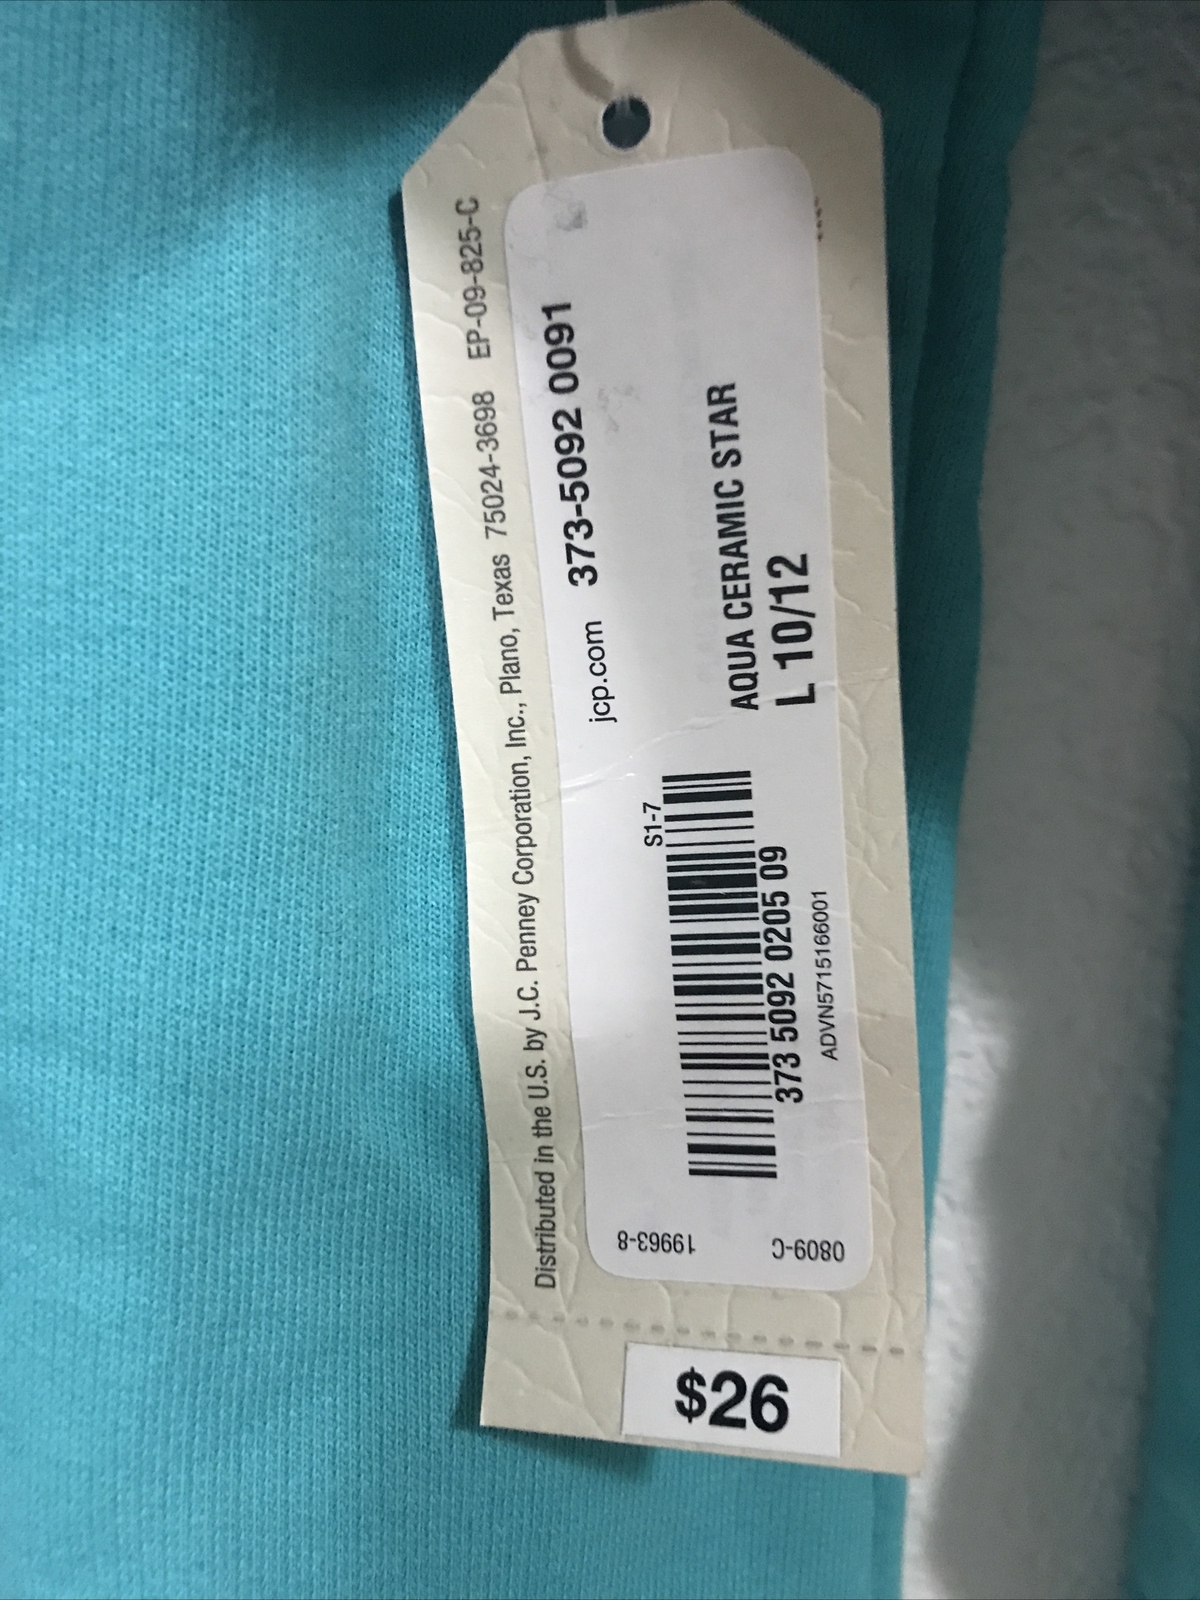 Distributed in the U.S. by J.C. Penney Corporation, Inc., Plano, Texas 75024-3698 EP-09-825-C
jcp.com 373-5092 0091
S1-7
AQUA CERAMIC STAR
L 10/12
373 5092 0205 09
ADVN5715166001
19963-8
0809-C
$26